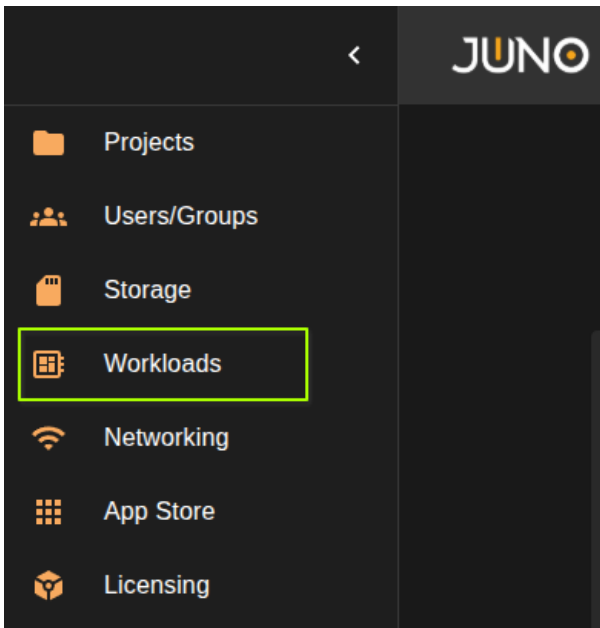 JUNO
Projects
Users/Groups
Storage
Workloads
Networking
App Store
Licensing